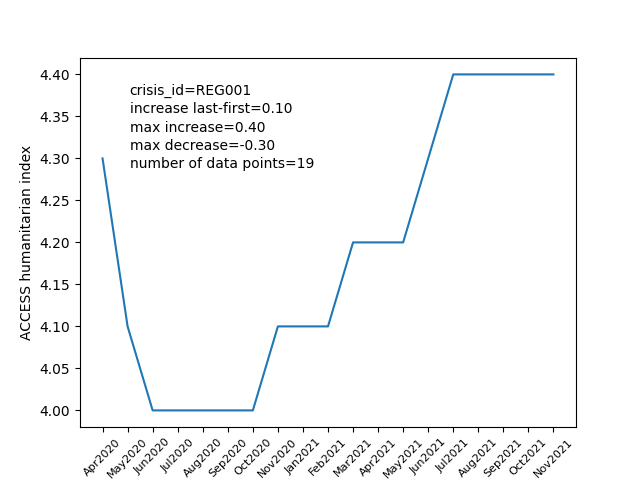 crisis_id=REG001
increase last-first=0.10
max increase=0.40
max decrease=-0.30
number of data points=19
ACCESS humanitarian index
4.40
4.35
4.30
4.25
4.20
4.15
4.10
4.05
4.00
Apr2020
May2020
Jun2020
Jul2020
Aug2020
Sep2020
Oct2020
Nov2020
Jan2021
Feb2021
Mar2021
Apr2021
May2021
Jun2021
Jul2021
Aug2021
Sep2021
Oct2021
Nov2021